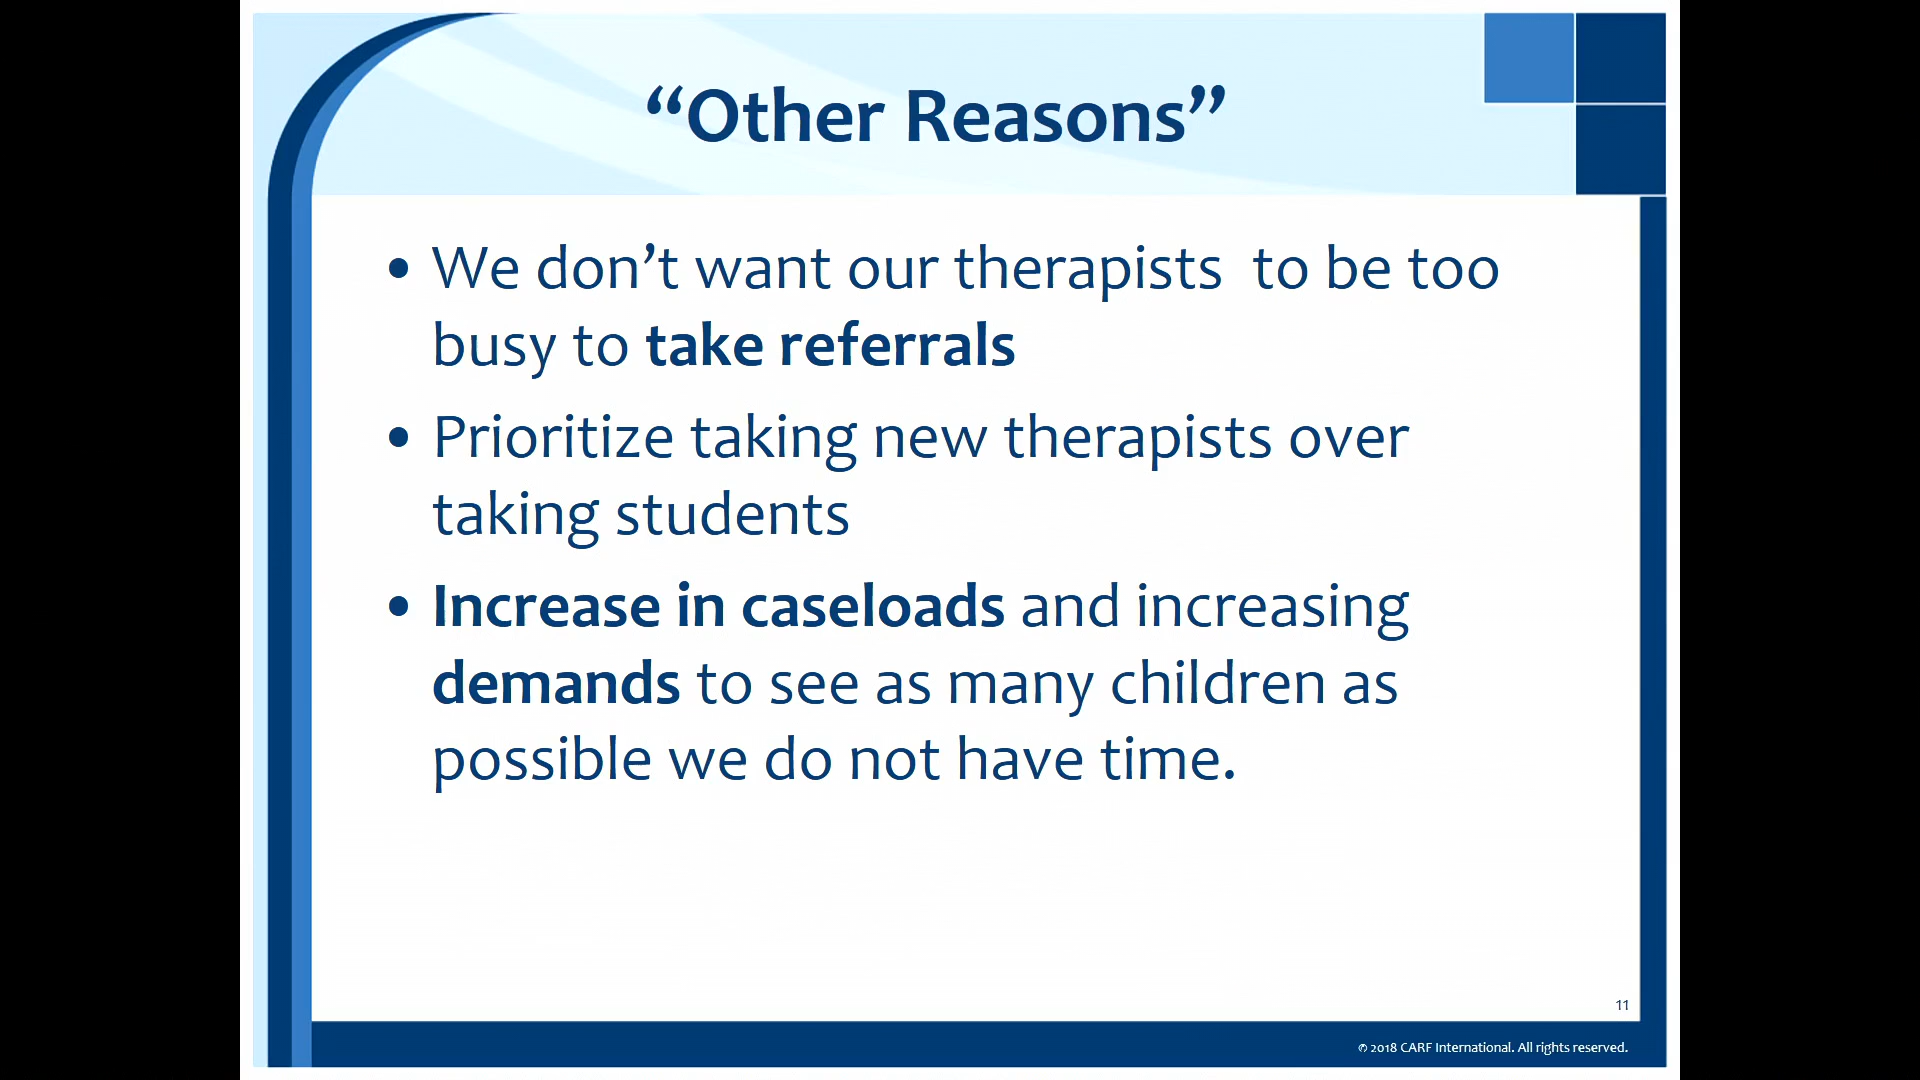 “Other Reasons”
• We don’t want our therapists  to be too
busy to take referrals
• Prioritize taking new therapists over
taking students
• Increase in caseloads and increasing
demands to see as many children as
possible we do not have time.
11
© 2018 CARF International. All rights reserved.